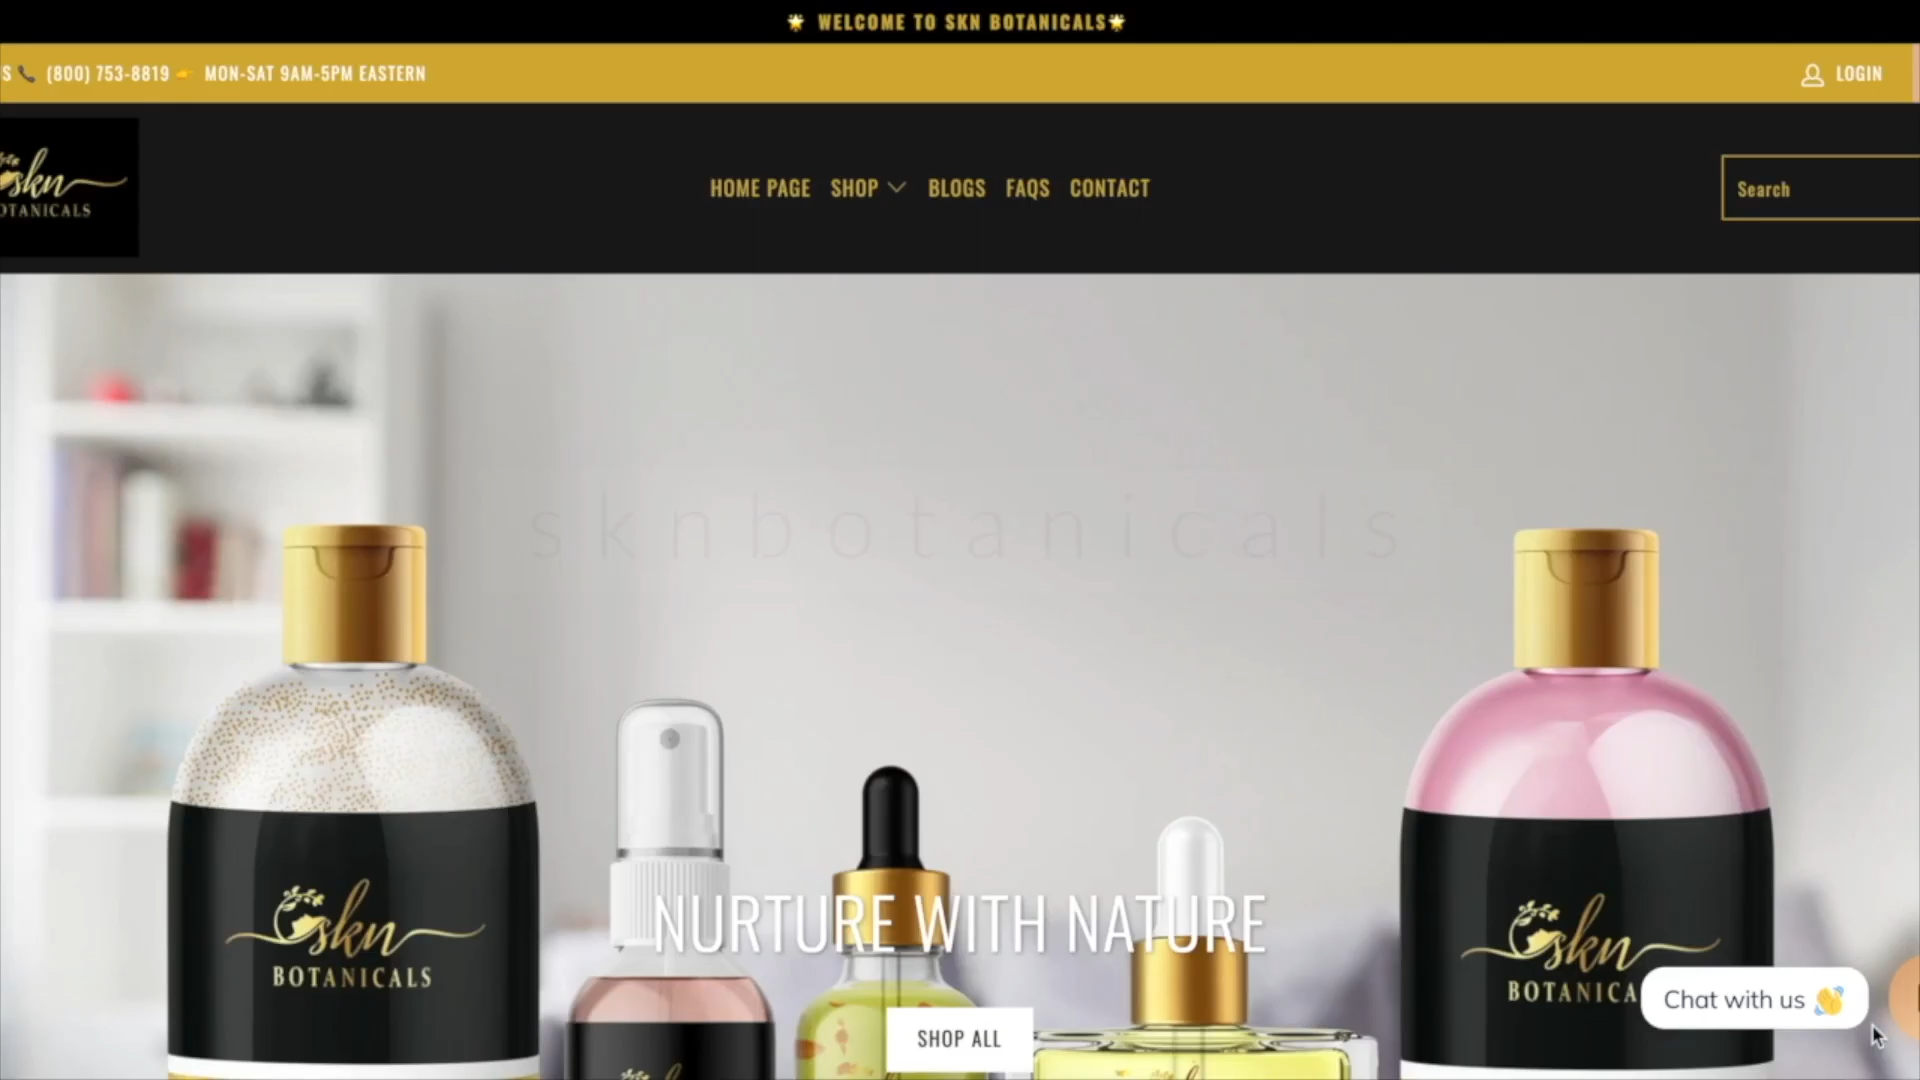 🌟 WELCOME TO SKN BOTANICALS🌟
S 📞 (800) 753-8819 👉 MON-SAT 9AM-5PM EASTERN
LOGIN
skn
OTANICALS
HOME PAGE SHOP BLOGS FAQS CONTACT
Search
sknbotanicals
NURTURE WITH NATURE
skn
BOTANICALS
skn
BOTANICA
Chat with us 👋
SHOP ALL